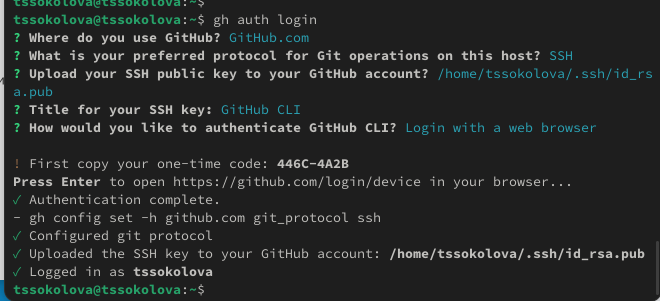 tssokolova@tssokolova:~$
tssokolova@tssokolova:~$ gh auth login
? Where do you use GitHub? GitHub.com
? What is your preferred protocol for Git operations on this host? SSH
? Upload your SSH public key to your GitHub account? /home/tssokolova/.ssh/id_rs
a.pub
? Title for your SSH key: GitHub CLI
? How would you like to authenticate GitHub CLI? Login with a web browser
! First copy your one-time code: 446C-4A2B
Press Enter to open https://github.com/login/device in your browser...
✓ Authentication complete.
- gh config set -h github.com git_protocol ssh
✓ Configured git protocol
✓ Uploaded the SSH key to your GitHub account: /home/tssokolova/.ssh/id_rsa.pub
✓ Logged in as tssokolova
tssokolova@tssokolova:~$